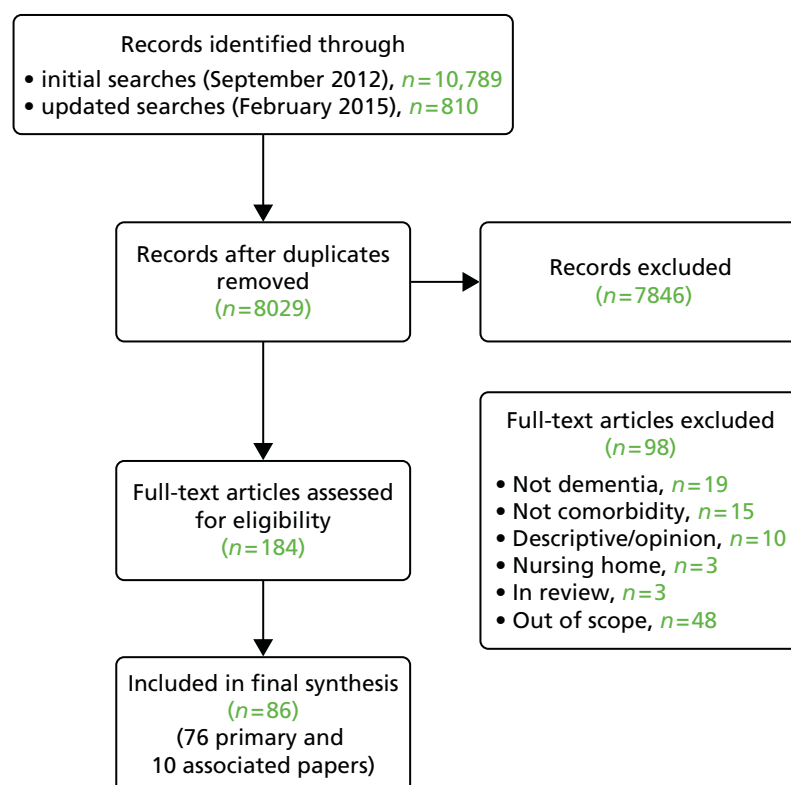 Records identified through
• initial searches (September 2012), n=10,789
• updated searches (February 2015), n=810
Records after duplicates
removed
(n=8029)
Records excluded
(n=7846)
Full-text articles assessed
for eligibility
(n=184)
Full-text articles excluded
(n=98)
• Not dementia, n=19
• Not comorbidity, n=15
• Descriptive/opinion, n=10
• Nursing home, n=3
• In review, n=3
• Out of scope, n=48
Included in final synthesis
(n=86)
(76 primary and
10 associated papers)